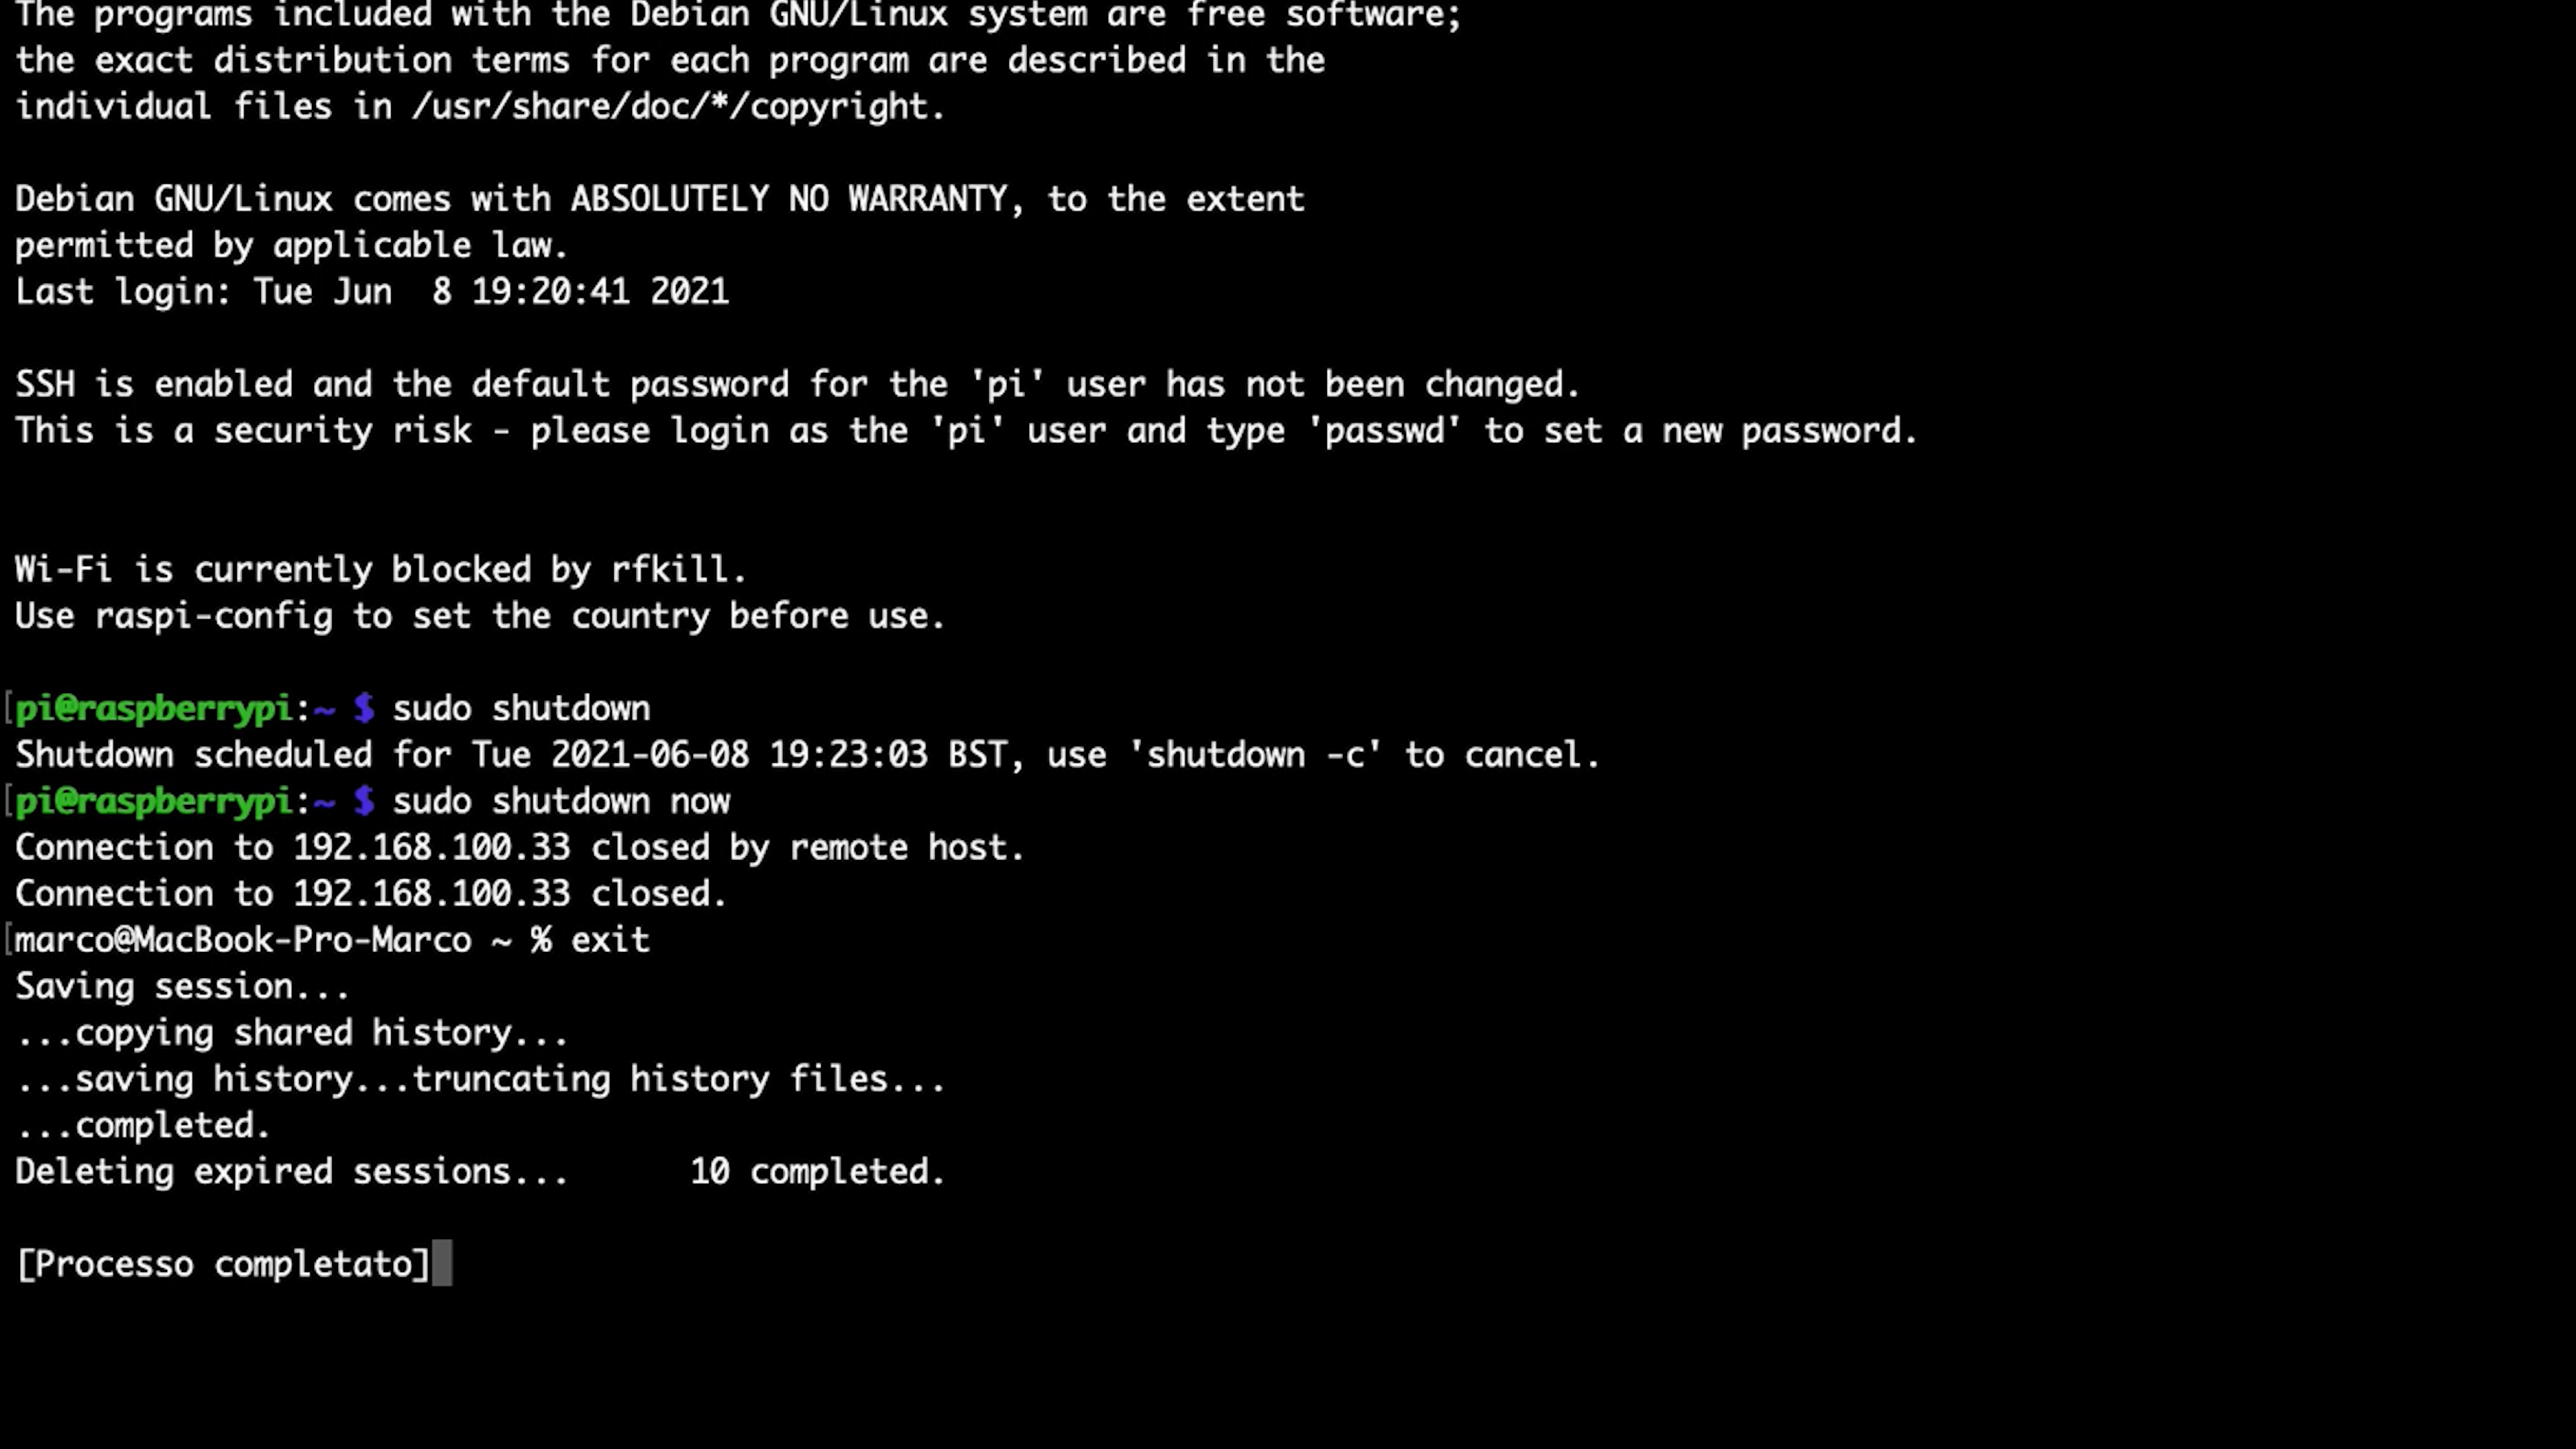 The programs included with the Debian GNU/Linux system are free software;
the exact distribution terms for each program are described in the
individual files in /usr/share/doc/*/copyright.
Debian GNU/Linux comes with ABSOLUTELY NO WARRANTY, to the extent
permitted by applicable law.
Last login: Tue Jun  8 19:20:41 2021
SSH is enabled and the default password for the 'pi' user has not been changed.
This is a security risk - please login as the 'pi' user and type 'passwd' to set a new password.
Wi-Fi is currently blocked by rfkill.
Use raspi-config to set the country before use.
[pi@raspberrypi:~ $ sudo shutdown
Shutdown scheduled for Tue 2021-06-08 19:23:03 BST, use 'shutdown -c' to cancel.
[pi@raspberrypi:~ $ sudo shutdown now
Connection to 192.168.100.33 closed by remote host.
Connection to 192.168.100.33 closed.
[marco@MacBook-Pro-Marco ~ % exit
Saving session...
...copying shared history...
...saving history...truncating history files...
...completed.
Deleting expired sessions...      10 completed.
[Processo completato]